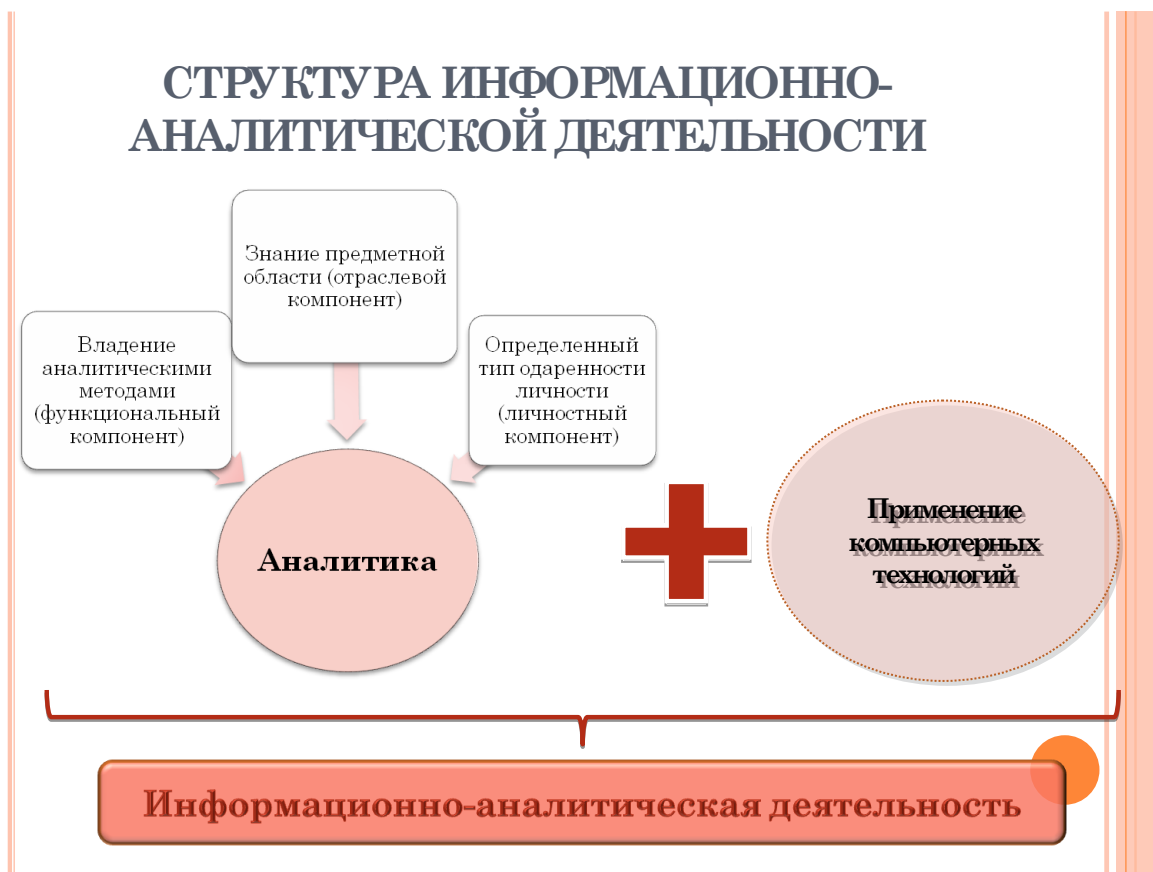 СТРУКТУРА ИНФОРМАЦИОННО-
АНАЛИТИЧЕСКОЙ ДЕЯТЕЛЬНОСТИ
Знание предметной
области (отраслевой
компонент)
Владение
аналитическими
методами
(функциональный
компонент)
Определенный
тип одаренности
личности
(личностный
компонент)
Аналитика
Применение
компьютерных
технологий
Информационно-аналитическая деятельность